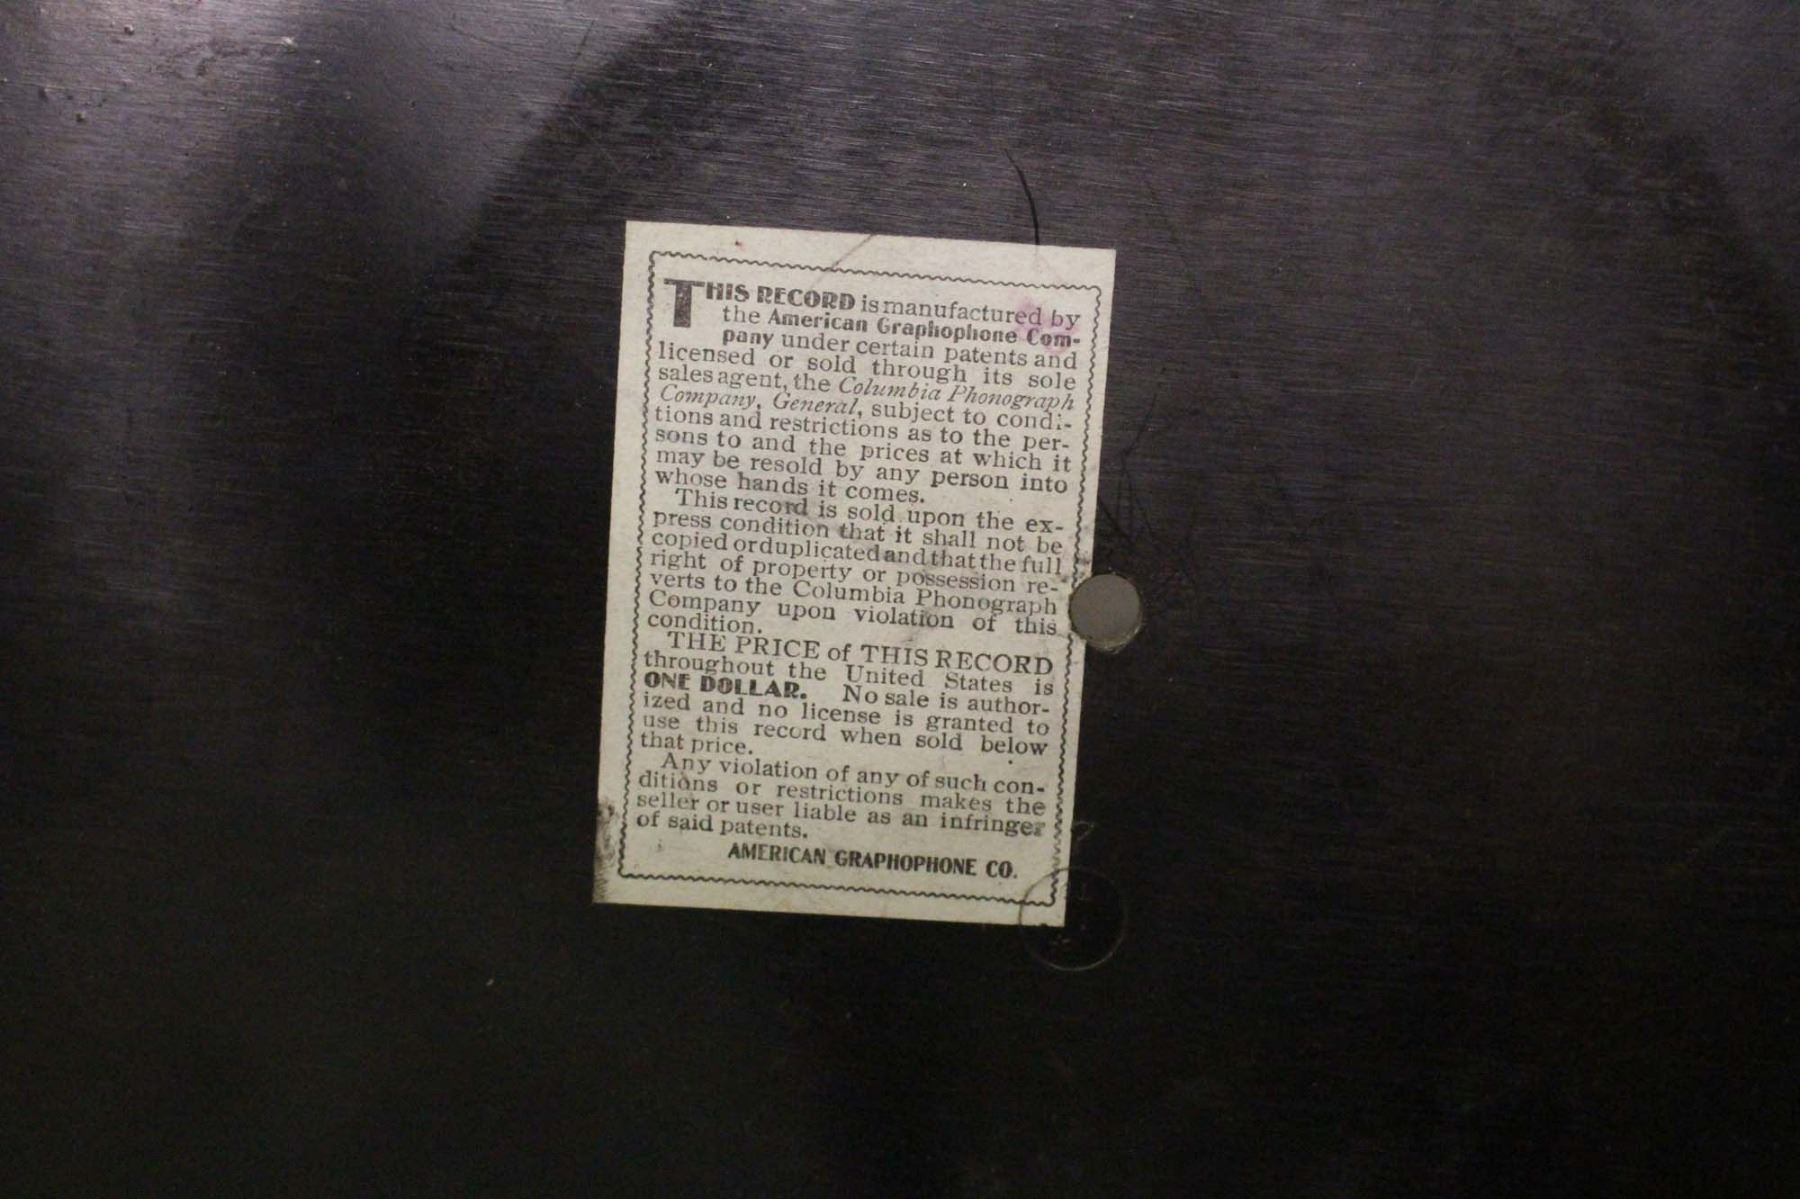 THIS RECORD is manufactured by
the American Graphophone Com-
pany under certain patents and
licensed or sold through its sole
sales agent, the Columbia Phonograph
Company, General, subject to condi-
tions and restrictions as to the per-
sons to and the prices at which it
may be resold by any person into
whose hands it comes.
This record is sold upon the ex-
press condition that it shall not be
copied or duplicated and that the full
right of property or possession re-
verts to the Columbia Phonograph
Company upon violation of this
condition.
THE PRICE of THIS RECORD
throughout the United States is
ONE DOLLAR. No sale is author-
ized and no license is granted to
use this record when sold below
that price.
Any violation of any of such con-
ditions or restrictions makes the
seller or user liable as an infringer
of said patents.
AMERICAN GRAPHOPHONE CO.